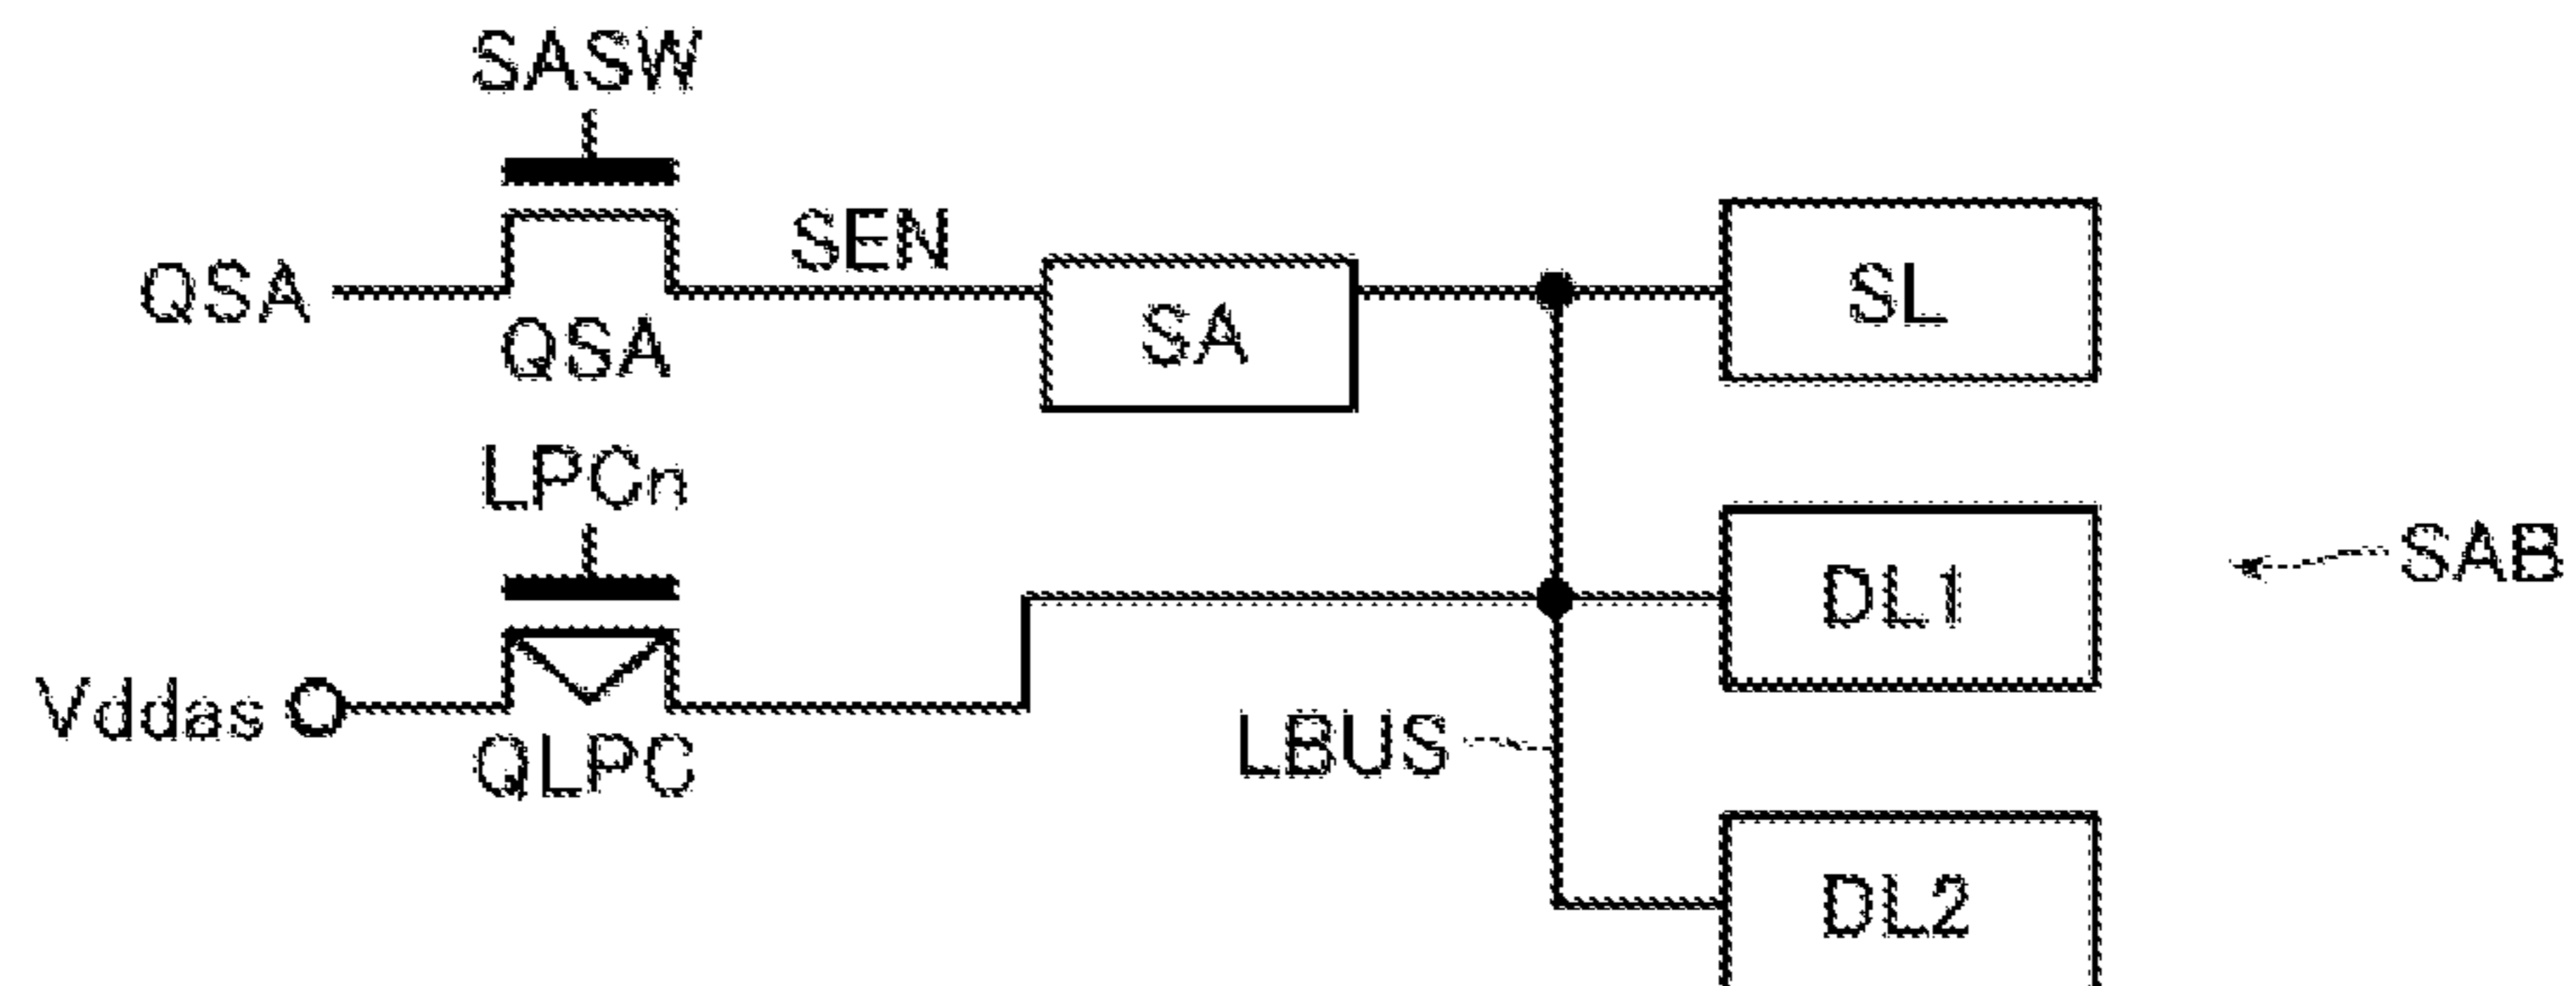 SASW
SEN
QSA
QSA
SA
SL
LPCn
DL1
SAB
Vddas
QLPC
LBUS
DL2